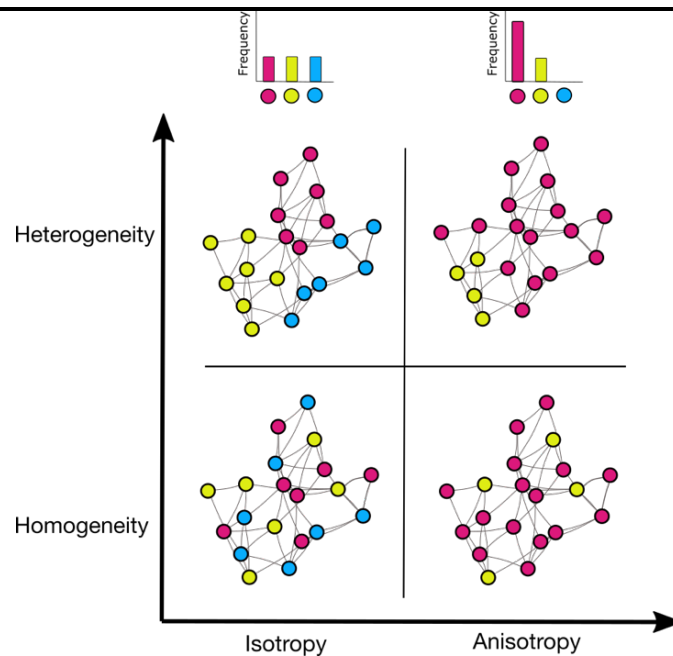 Frequency
Frequency
Heterogeneity
Homogeneity
Isotropy
Anisotropy